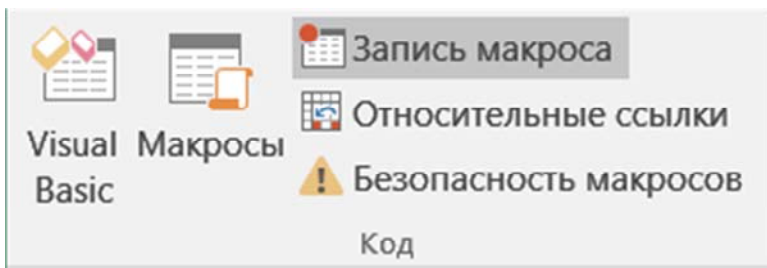 Visual
Basic
Макросы
Запись макроса
Относительные ссылки
Безопасность макросов
Код